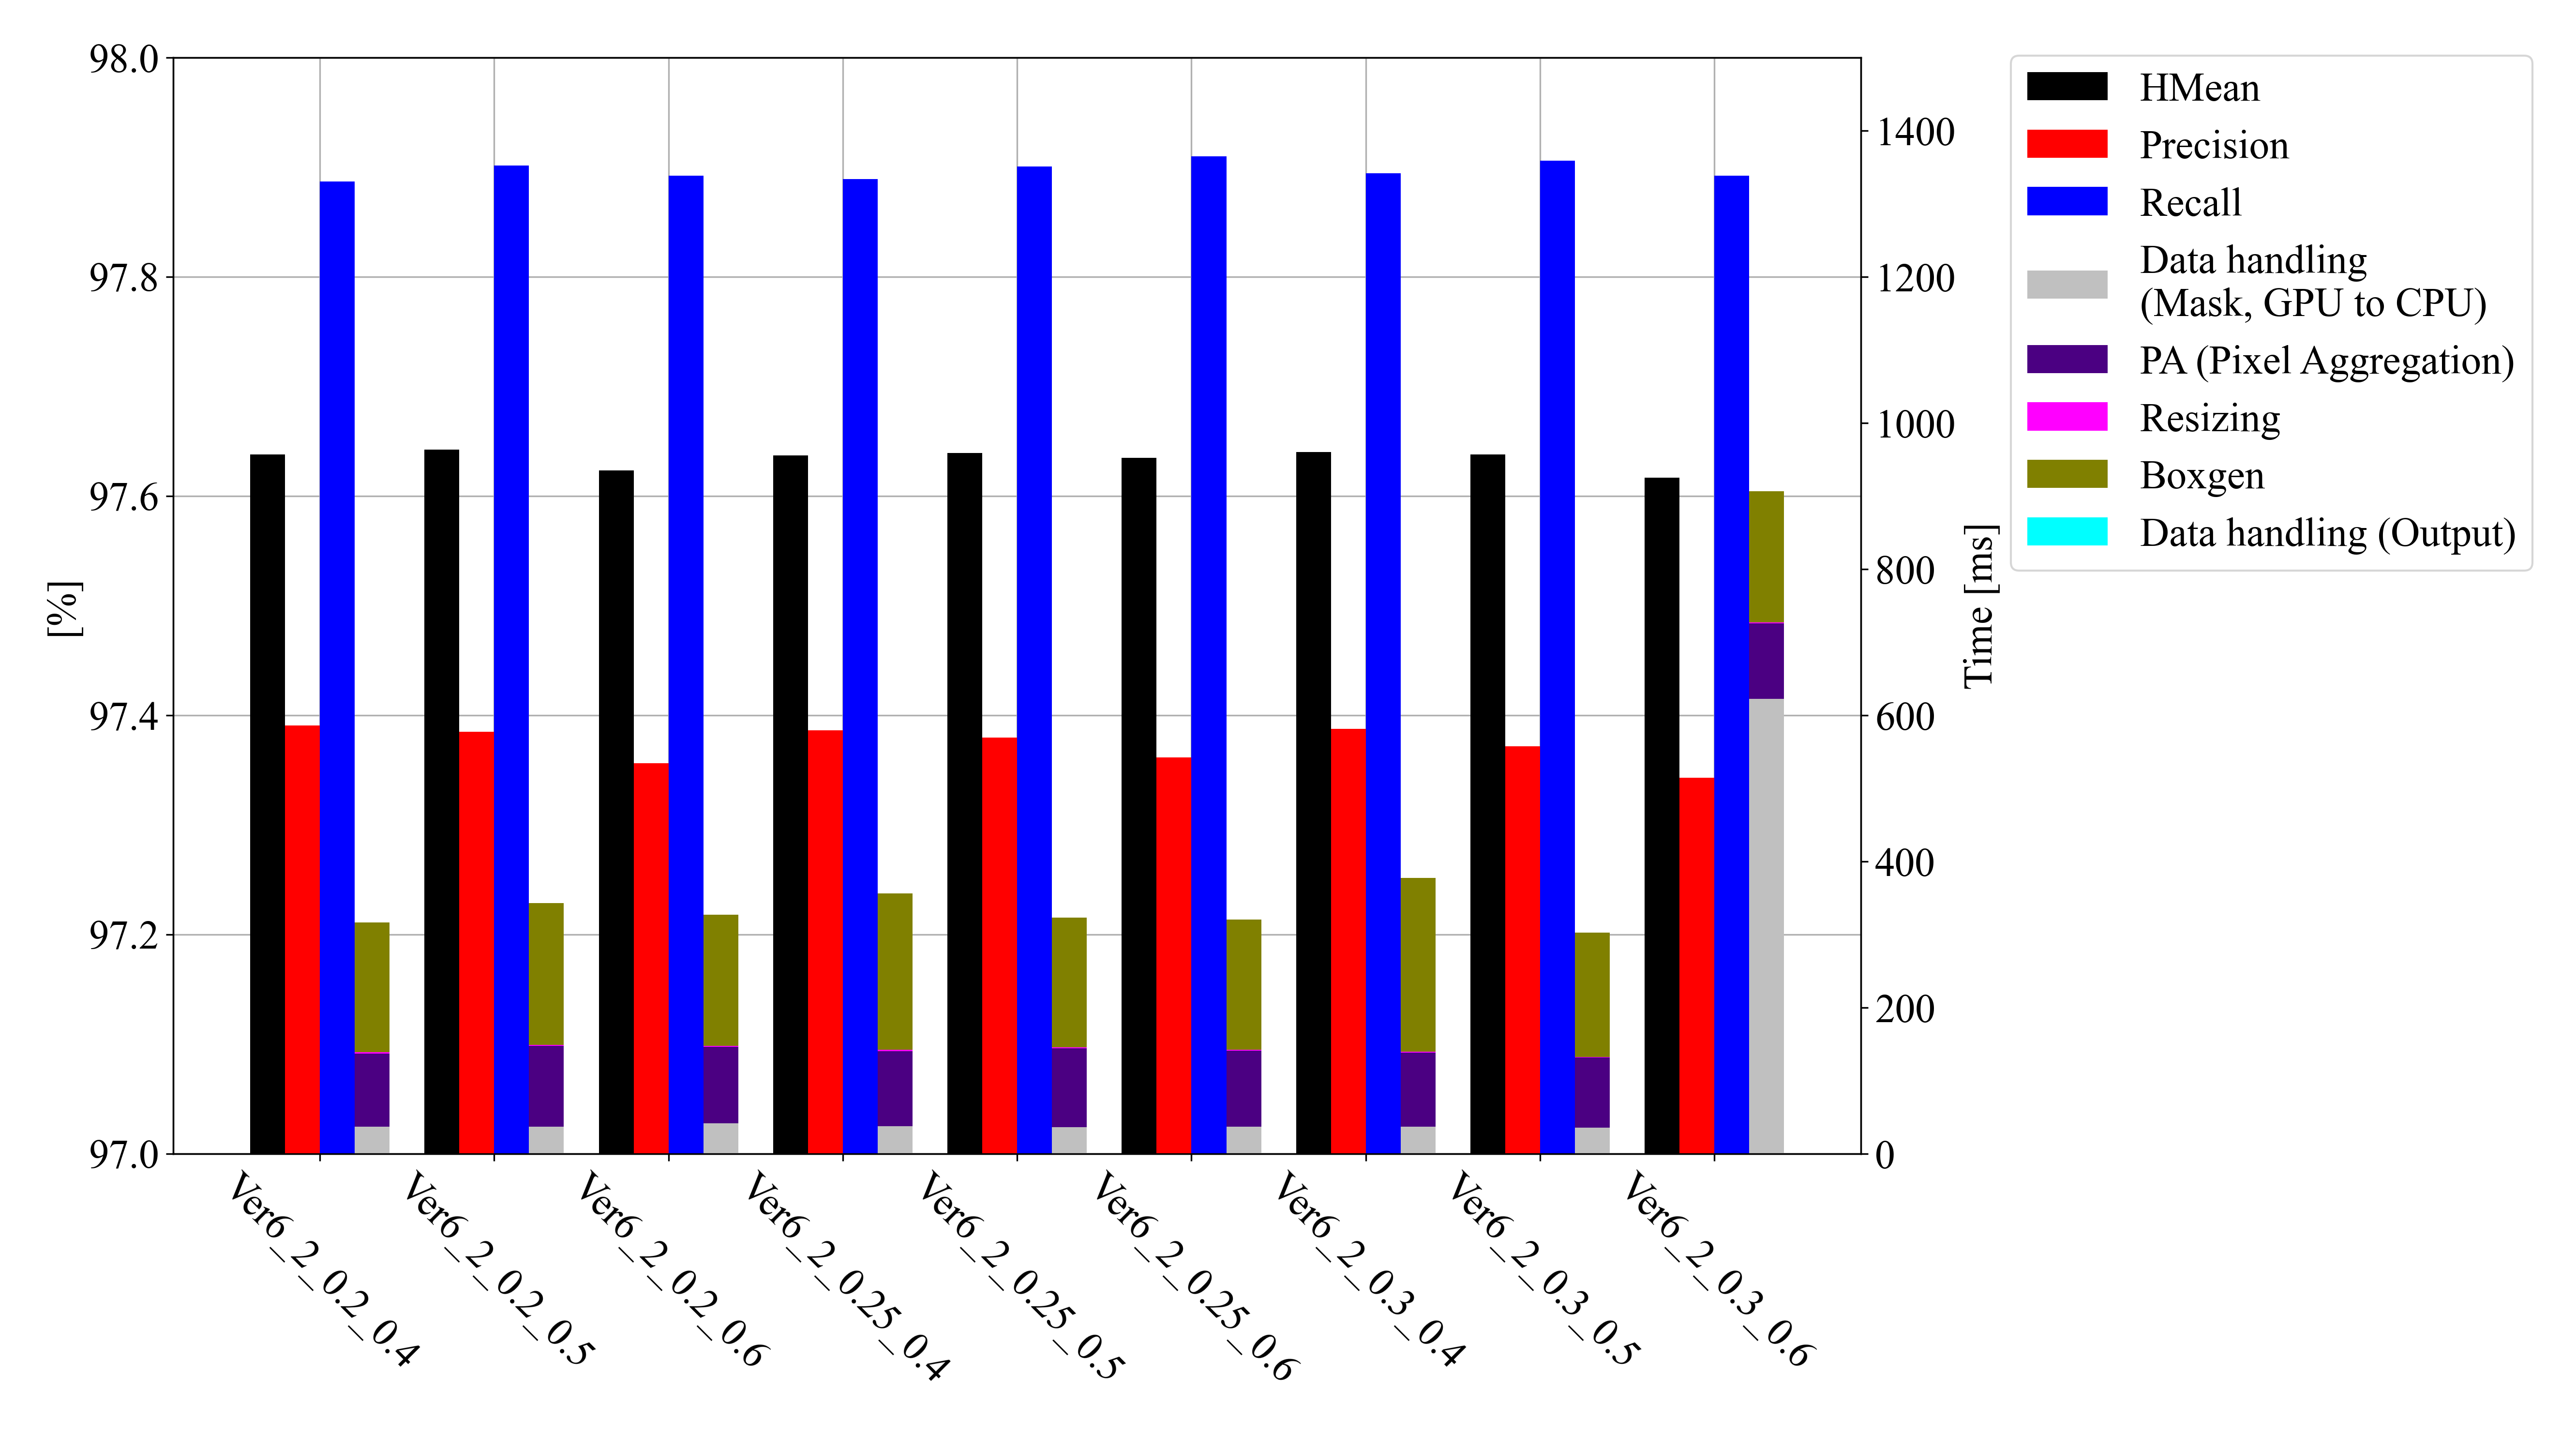 98.0
97.8
97.6
97.4
97.2
97.0
[%]
1400
1200
1000
800
600
400
200
0
Time [ms]
Ver6_2_0.2_0.4
Ver6_2_0.2_0.5
Ver6_2_0.2_0.6
Ver6_2_0.25_0.4
Ver6_2_0.25_0.5
Ver6_2_0.25_0.6
Ver6_2_0.3_0.4
Ver6_2_0.3_0.5
Ver6_2_0.3_0.6
HMean
Precision
Recall
Data handling
(Mask, GPU to CPU)
PA (Pixel Aggregation)
Resizing
Boxgen
Data handling (Output)